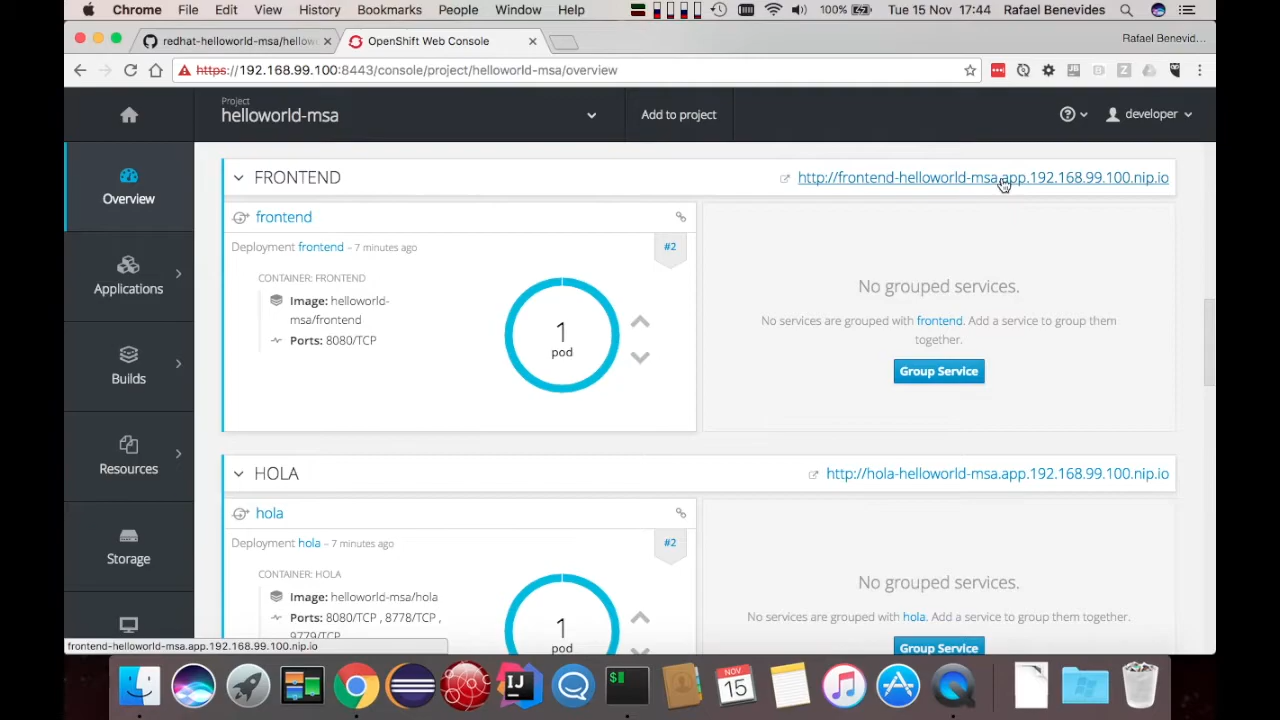 Chrome File Edit View History Bookmarks People Window Help 100% Tue 15 Nov 17:44 Rafael Benevides
redhat-helloworld-msa/hellow
OpenShift Web Console
Rafael Benevid...
https://192.168.99.100:8443/console/project/helloworld-msa/overview
Project
helloworld-msa
Add to project
developer
Overview
Applications
Builds
Resources
Storage
FRONTEND
http://frontend-helloworld-msa.app.192.168.99.100.nip.io
frontend
Deployment frontend – 7 minutes ago
#2
CONTAINER: FRONTEND
Image: helloworld-
msa/frontend
Ports: 8080/TCP
1
pod
No grouped services.
No services are grouped with frontend. Add a service to group them
together.
Group Service
HOLA
http://hola-helloworld-msa.app.192.168.99.100.nip.io
hola
Deployment hola – 7 minutes ago
#2
CONTAINER: HOLA
Image: helloworld-msa/hola
Ports: 8080/TCP , 8778/TCP ,
9779/TCP
1
pod
No grouped services.
No services are grouped with hola. Add a service to group them together.
Group Service
frontend-helloworld-msa.app.192.168.99.100.nip.io
IJ
NOV
15